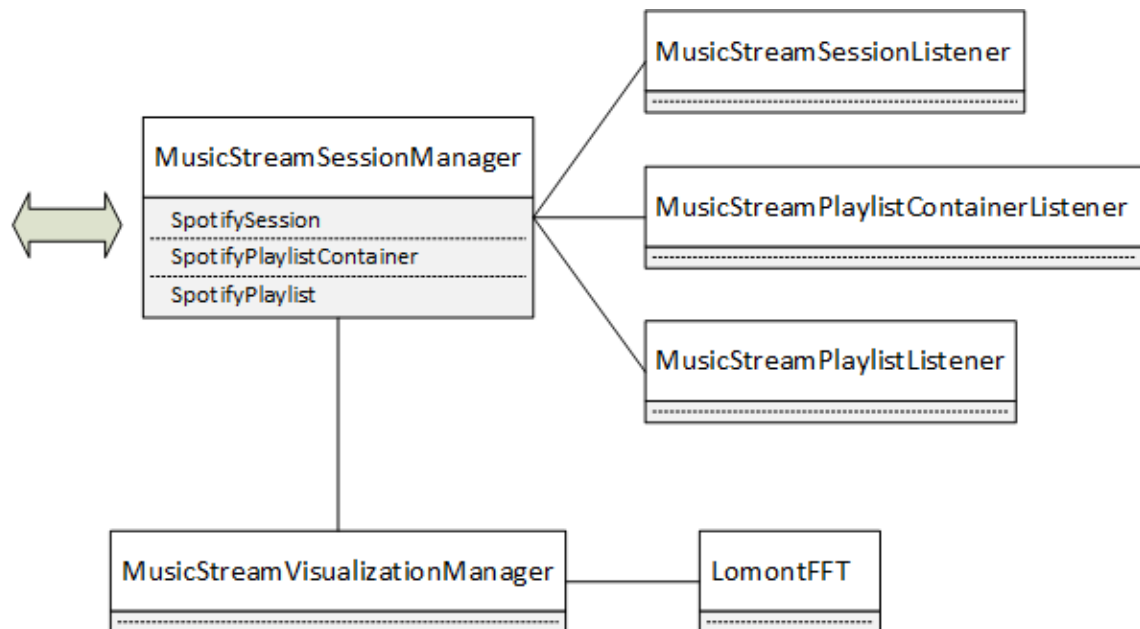 MusicStreamSessionListener
MusicStreamSessionManager
SpotifySession
SpotifyPlaylistContainer
SpotifyPlaylist
MusicStreamPlaylistContainerListener
MusicStreamPlaylistListener
MusicStreamVisualizationManager
LomontFFT